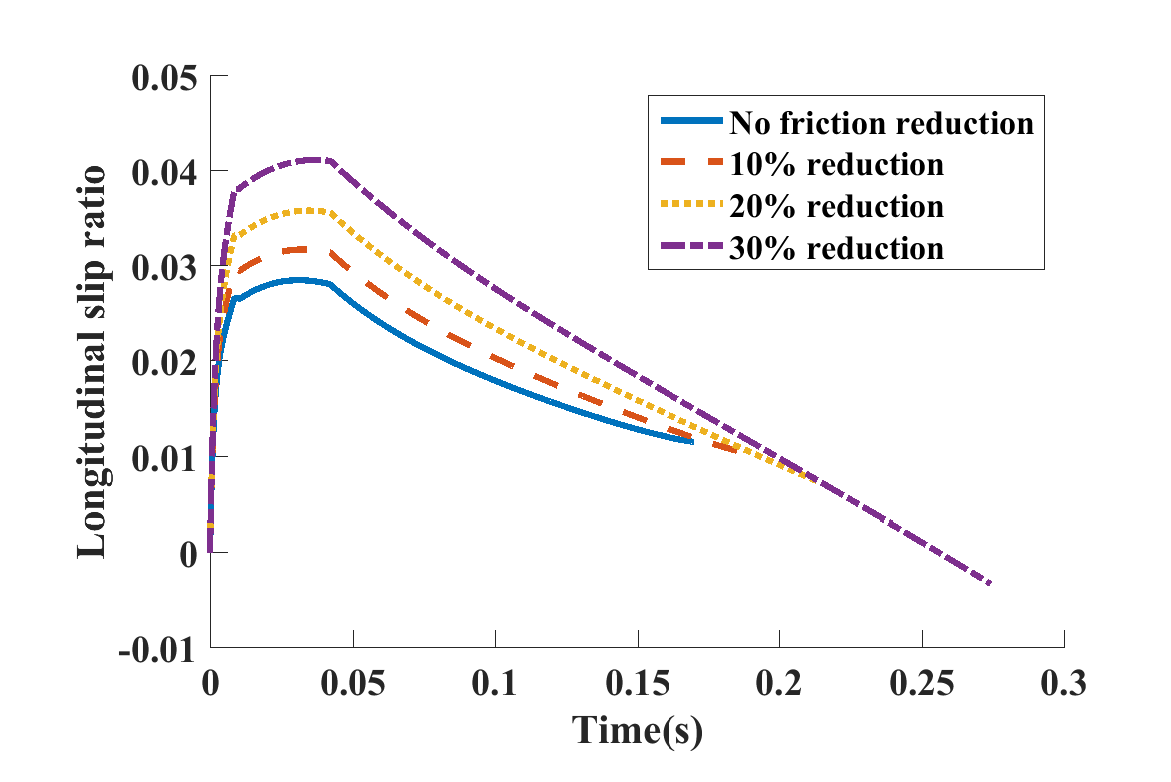 0.05
0.04
0.03
0.02
0.01
0
-0.01
Longitudinal slip ratio
No friction reduction
10% reduction
20% reduction
30% reduction
0 0.05 0.1 0.15 0.2 0.25 0.3
Time(s)